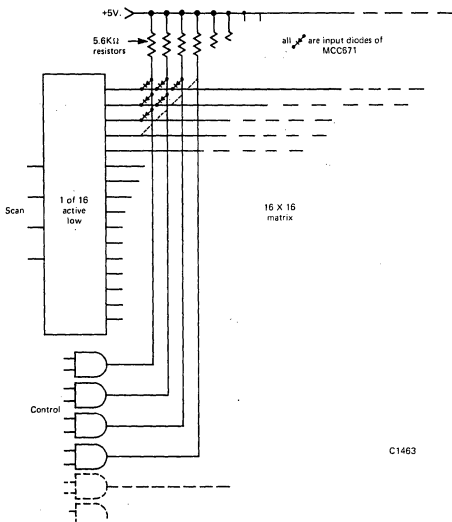 +5V.
5.6KΩ
resistors
all are input diodes of
MCC671
1 of 16
active
low
Scan
16 X 16
matrix
Control
C1463